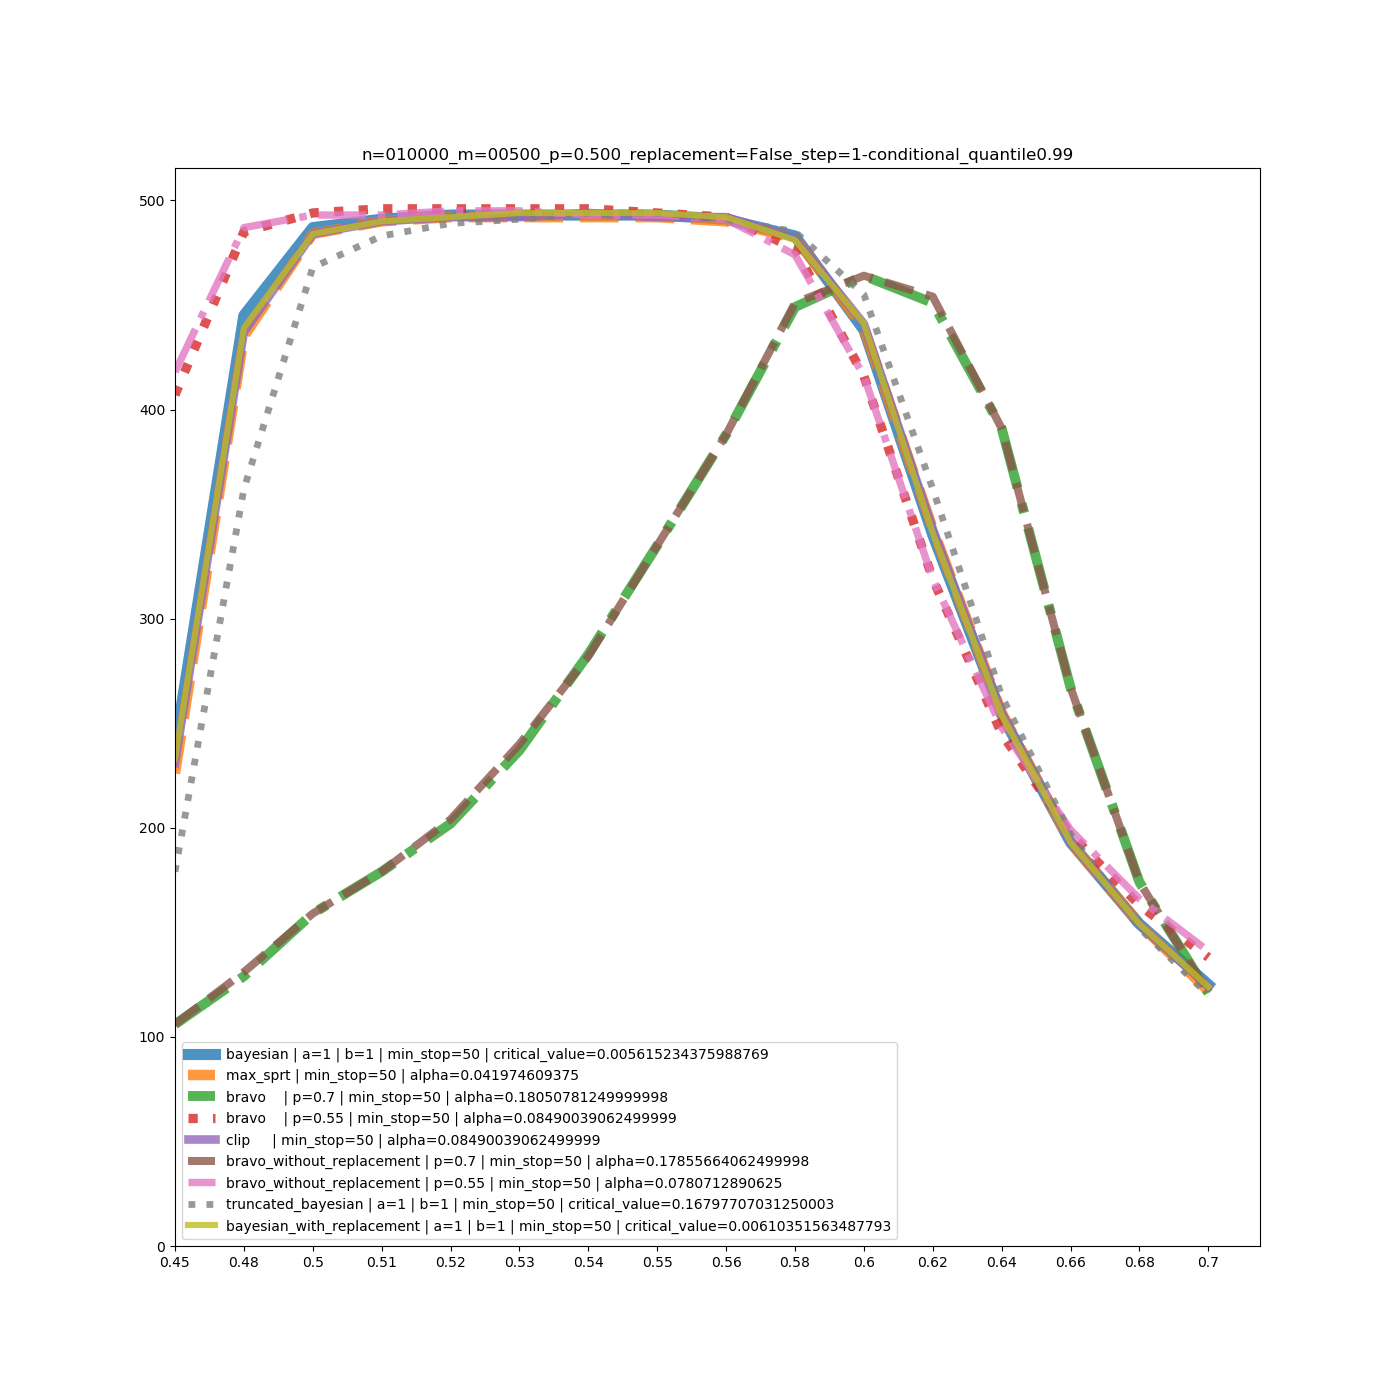 n=010000_m=00500_p=0.500_replacement=False_step=1-conditional_quantile0.99
500
400
300
200
100
0
bayesian | a=1 | b=1 | min_stop=50 | critical_value=0.005615234375988769
max_sprt | min_stop=50 | alpha=0.041974609375
bravo | p=0.7 | min_stop=50 | alpha=0.18050781249999998
bravo | p=0.55 | min_stop=50 | alpha=0.08490039062499999
clip | min_stop=50 | alpha=0.08490039062499999
bravo_without_replacement | p=0.7 | min_stop=50 | alpha=0.17855664062499998
bravo_without_replacement | p=0.55 | min_stop=50 | alpha=0.0780712890625
truncated_bayesian | a=1 | b=1 | min_stop=50 | critical_value=0.16797707031250003
bayesian_with_replacement | a=1 | b=1 | min_stop=50 | critical_value=0.00610351563487793
0.45 0.48 0.5 0.51 0.52 0.53 0.54 0.55 0.56 0.58 0.6 0.62 0.64 0.66 0.68 0.7